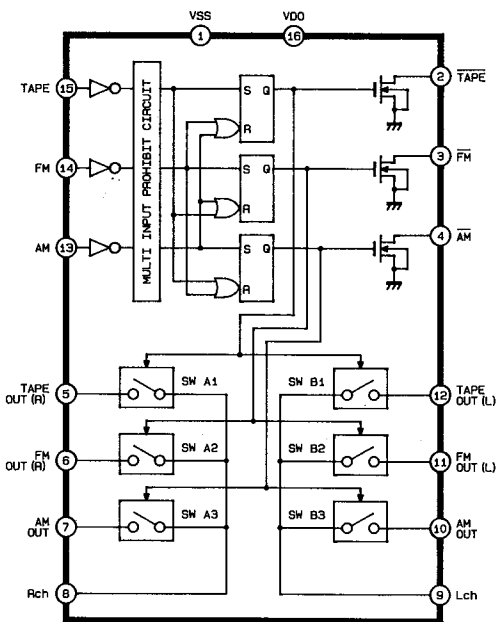 VSS
VDO
1
16
TAPE 15
FM 14
AM 13
MULTI INPUT PROHIBIT CIRCUIT
S Q
R
S Q
R
S Q
R
2 TAPE
3 FM
4 AM
TAPE OUT (R) 5
SW A1
SW B1
12 TAPE OUT (L)
FM OUT (R) 6
SW A2
SW B2
11 FM OUT (L)
AM OUT 7
SW A3
SW B3
10 AM OUT
Rch 8
9 Lch